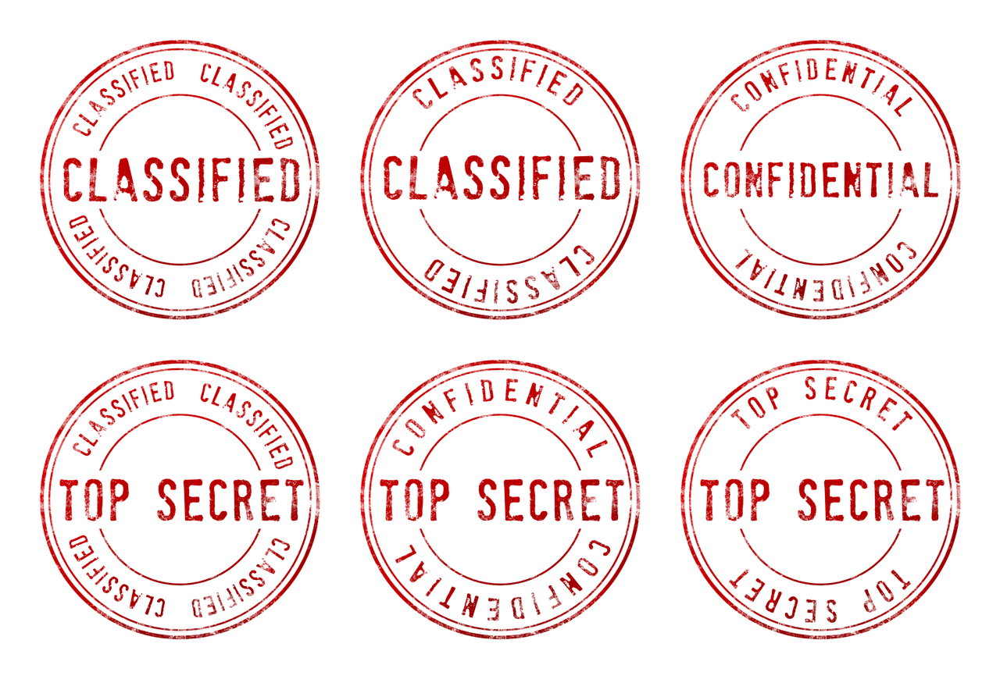 CLASSIFIED CLASSIFIED
CLASSIFIED
CLASSIFIED CLASSIFIED
CLASSIFIED
CLASSIFIED
CLASSIFIED
CONFIDENTIAL
CONFIDENTIAL
CONFIDENTIAL
CLASSIFIED CLASSIFIED
TOP SECRET
CLASSIFIED CLASSIFIED
CONFIDENTIAL
TOP SECRET
CONFIDENTIAL
TOP SECRET
TOP SECRET
TOP SECRET